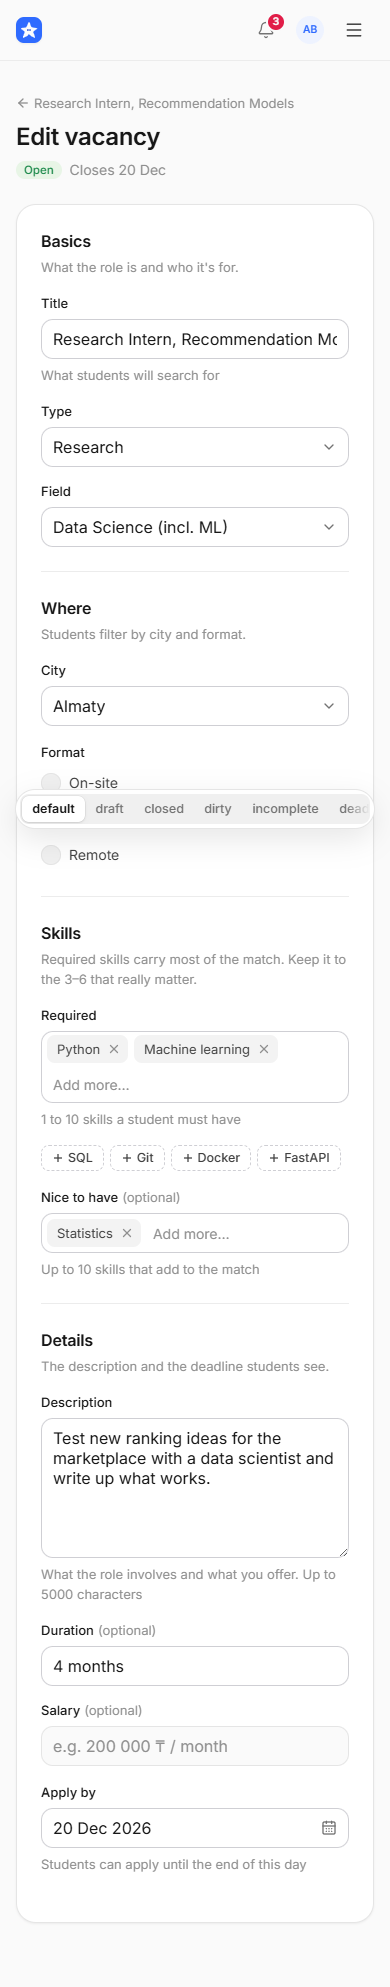 3
AB
← Research Intern, Recommendation Models
Edit vacancy
Open Closes 20 Dec
Basics
What the role is and who it's for.
Title
Research Intern, Recommendation Mo
What students will search for
Type
Research
Field
Data Science (incl. ML)
Where
Students filter by city and format.
City
Almaty
Format
On-site
default draft closed dirty incomplete dead
Remote
Skills
Required skills carry most of the match. Keep it to
the 3–6 that really matter.
Required
Python × Machine learning ×
Add more...
1 to 10 skills a student must have
+ SQL + Git + Docker + FastAPI
Nice to have (optional)
Statistics × Add more...
Up to 10 skills that add to the match
Details
The description and the deadline students see.
Description
Test new ranking ideas for the
marketplace with a data scientist and
write up what works.
What the role involves and what you offer. Up to
5000 characters
Duration (optional)
4 months
Salary (optional)
e.g. 200 000 ₸ / month
Apply by
20 Dec 2026
Students can apply until the end of this day